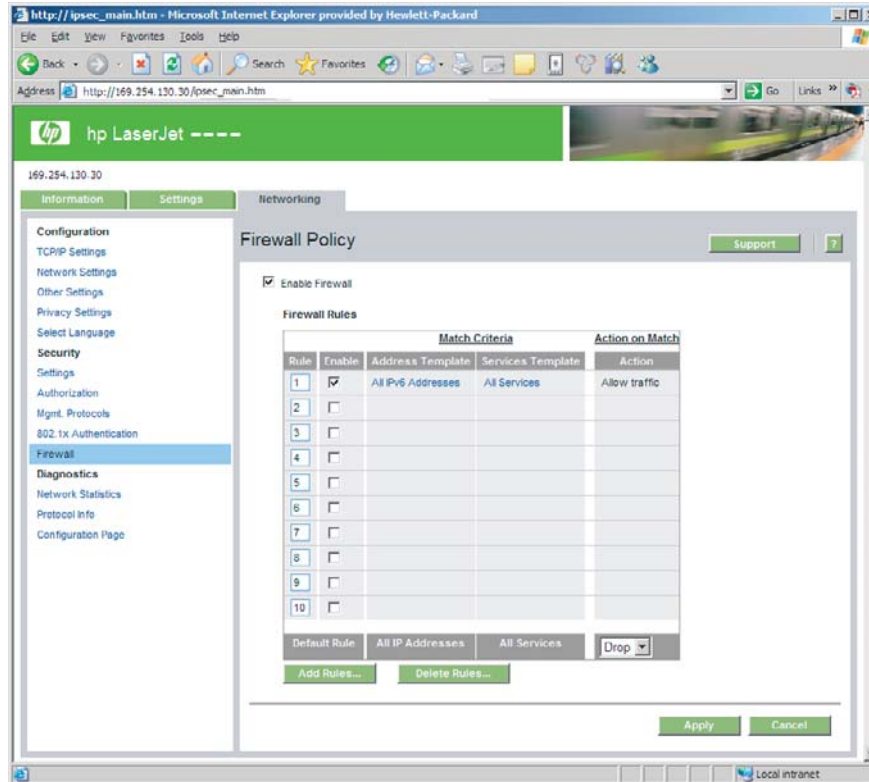 http://ipsec_main.htm - Microsoft Internet Explorer provided by Hewlett-Packard
File Edit View Favorites Tools Help
Back Search Favorites
Address http://169.254.130.30/ipsec_main.htm Go Links »
hp hp LaserJet ----
169.254.130.30
Information Settings Networking
Configuration
TCP/IP Settings
Network Settings
Other Settings
Privacy Settings
Select Language
Security
Settings
Authorization
Mgmt. Protocols
802.1x Authentication
Firewall
Diagnostics
Network Statistics
Protocol Info
Configuration Page
Firewall Policy
Support ?
Enable Firewall
Firewall Rules
Match Criteria Action on Match
Rule Enable Address Template Services Template Action
1 All IPv6 Addresses All Services Allow traffic
2
3
4
5
6
7
8
9
10
Default Rule All IP Addresses All Services Drop
Add Rules... Delete Rules...
Apply Cancel
Local intranet